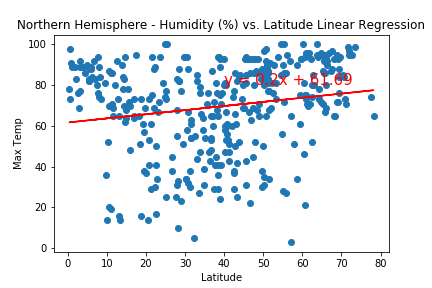 Northern Hemisphere - Humidity (%) vs. Latitude Linear Regression
y = 0.2x + 61.69
100
80
60
40
20
0
Max Temp
0 10 20 30 40 50 60 70 80
Latitude